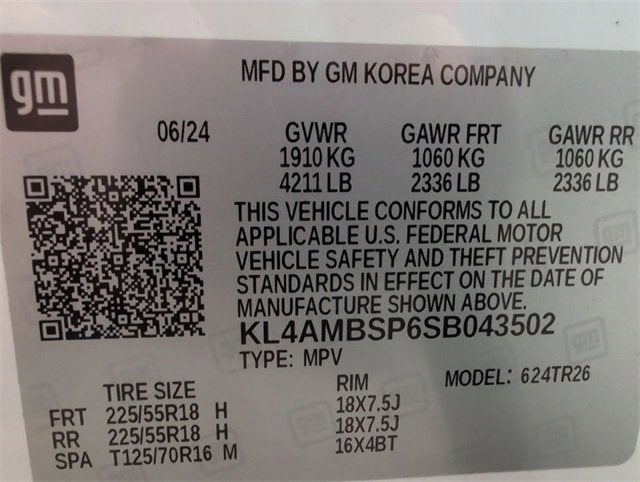 gm
MFD BY GM KOREA COMPANY
06/24 GVWR GAWR FRT GAWR RR
1910 KG 1060 KG 1060 KG
4211 LB 2336 LB 2336 LB
THIS VEHICLE CONFORMS TO ALL
APPLICABLE U.S. FEDERAL MOTOR
VEHICLE SAFETY AND THEFT PREVENTION
STANDARDS IN EFFECT ON THE DATE OF
MANUFACTURE SHOWN ABOVE.
KL4AMBSP6SB043502
TYPE: MPV MODEL: 624TR26
TIRE SIZE RIM
FRT 225/55R18 H 18X7.5J
RR 225/55R18 H 18X7.5J
SPA T125/70R16 M 16X4BT